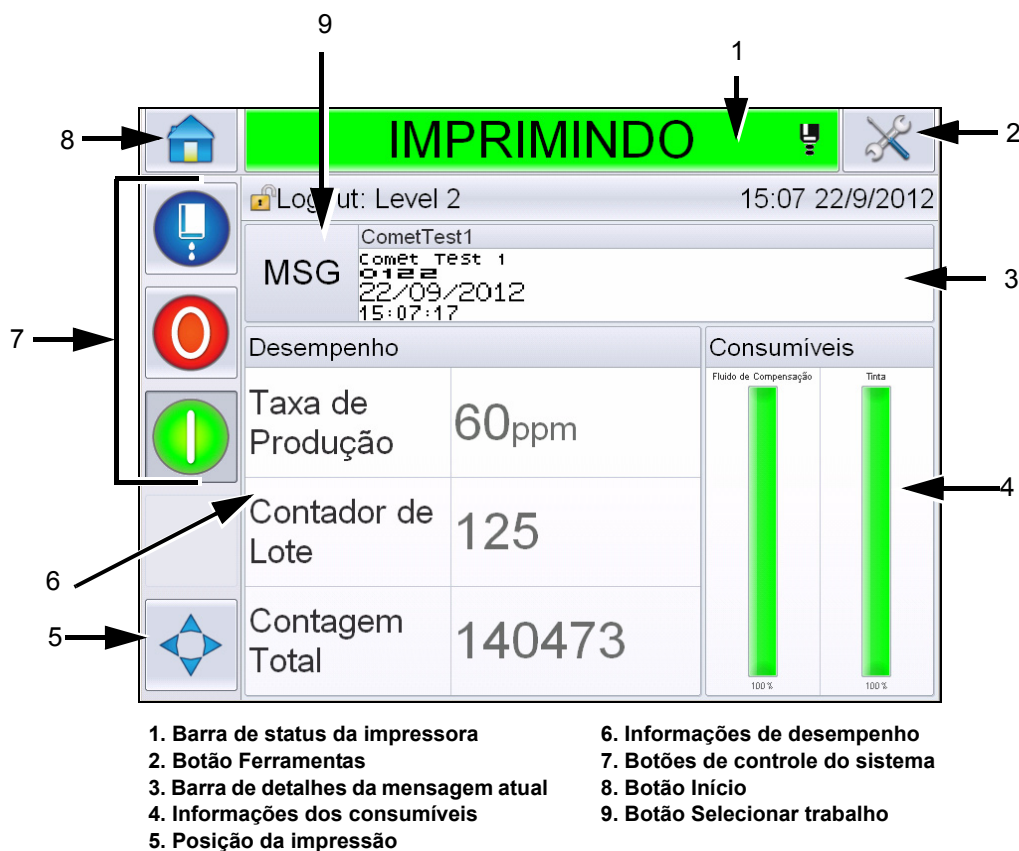 9
1
8
IMPRIMINDO
2
Logout: Level 2
15:07 22/9/2012
MSG
CometTest1
Comet Test 1
0122
22/09/2012
15:07:17
3
7
Desempenho
Consumíveis
Fluido de Compensação
Tinta
Taxa de
Produção
60ppm
Contador de
Lote
125
4
6
5
Contagem
Total
140473
100 %
100 %
1. Barra de status da impressora
2. Botão Ferramentas
3. Barra de detalhes da mensagem atual
4. Informações dos consumíveis
5. Posição da impressão
6. Informações de desempenho
7. Botões de controle do sistema
8. Botão Início
9. Botão Selecionar trabalho